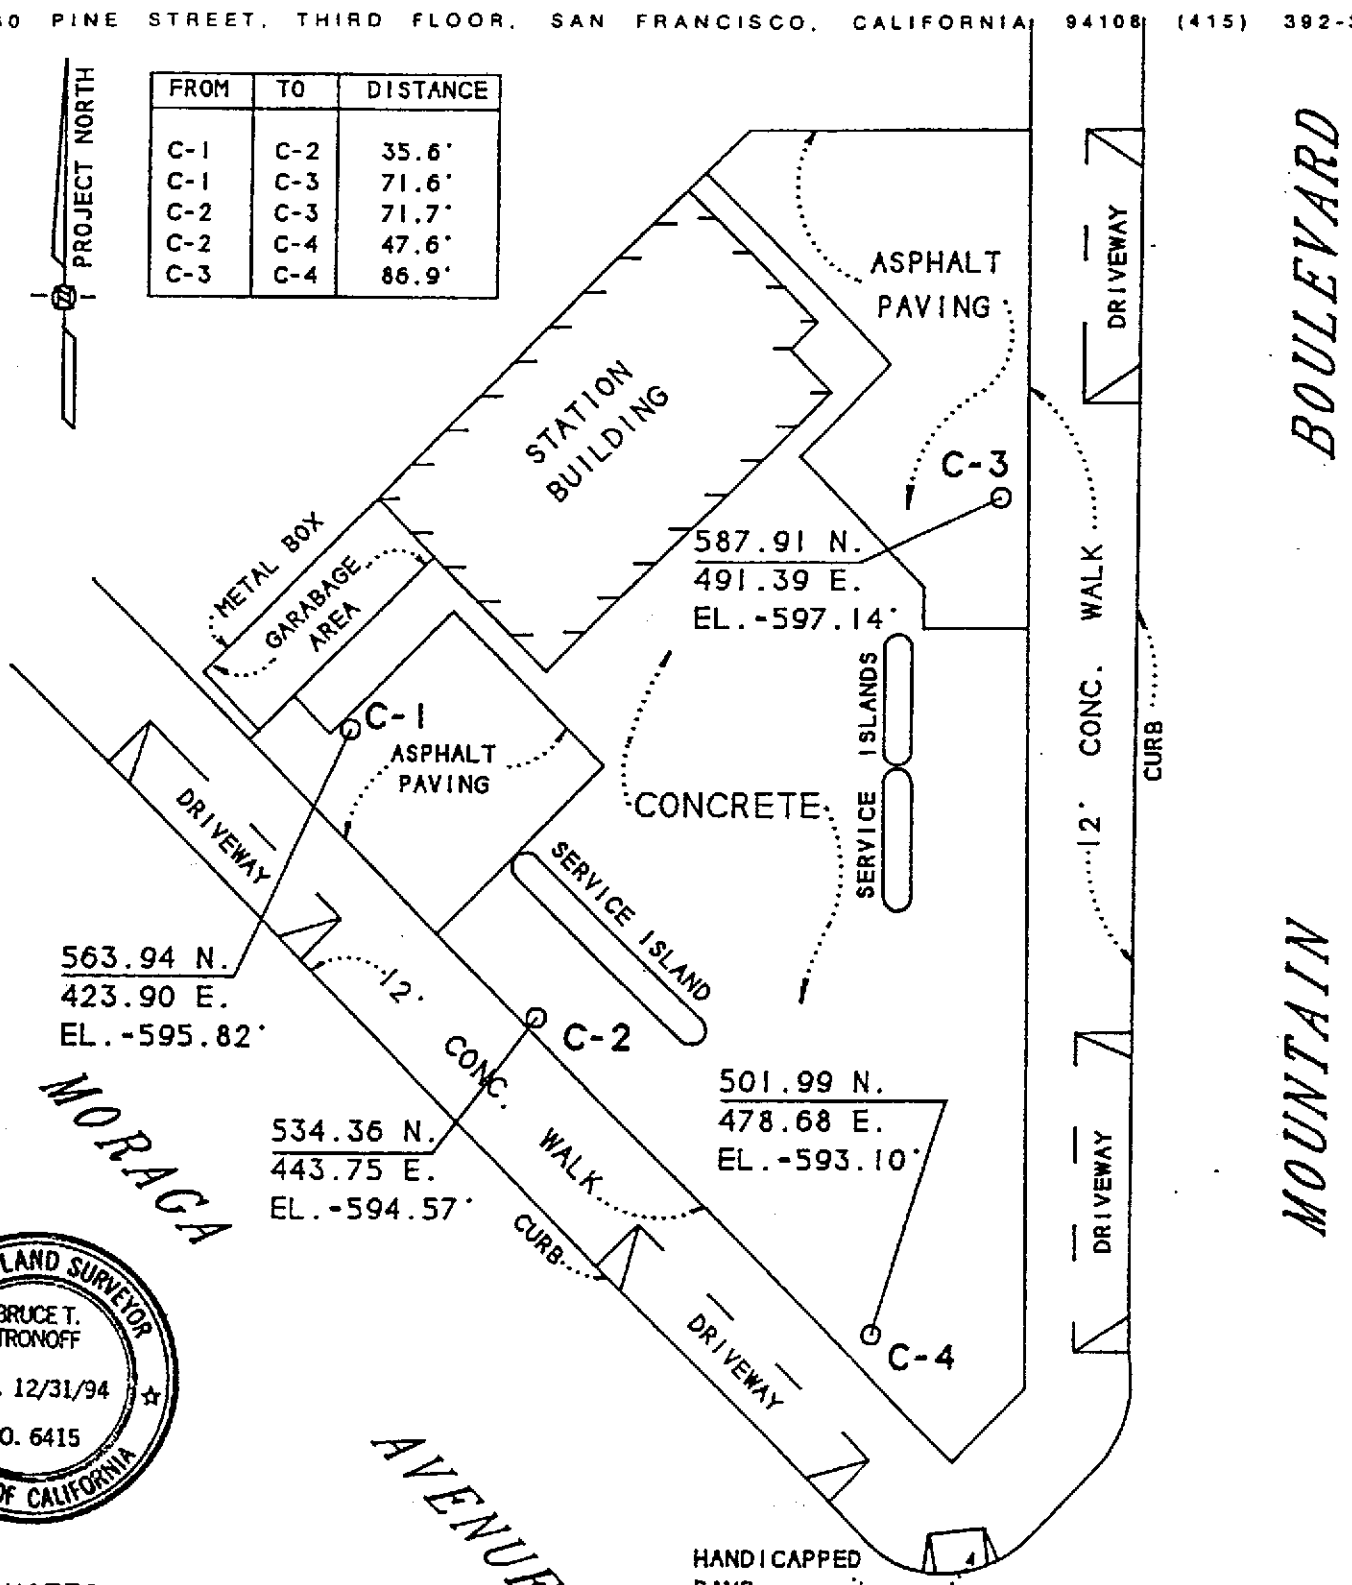 PINE STREET, THIRD FLOOR, SAN FRANCISCO, CALIFORNIA 94108 (415) 392-
PROJECT NORTH
FROM TO DISTANCE
C-1 C-2 35.6'
C-1 C-3 71.6'
C-2 C-3 71.7'
C-2 C-4 47.6'
C-3 C-4 86.9'
BOULEVARD
DRIVEWAY
ASPHALT
PAVING
STATION
BUILDING
C-3
587.91 N.
491.39 E.
EL.-597.14'
METAL BOX
GARABAGE
AREA
C-1
ASPHALT
PAVING
DRIVEWAY
CONCRETE
SERVICE ISLANDS
12' CONC. WALK
CURB
SERVICE ISLAND
563.94 N.
423.90 E.
EL.-595.82'
12' CONC. WALK
C-2
MORAGA
534.36 N.
443.75 E.
EL.-594.57'
501.99 N.
478.68 E.
EL.-593.10'
MOUNTAIN
DRIVEWAY
CURB
DRIVEWAY
C-4
LAND SURVEYOR
BRUCE T.
TRONOFF
12/31/94
O. 6415
OF CALIFORNIA
AVENUE
HANDICAPPED
4